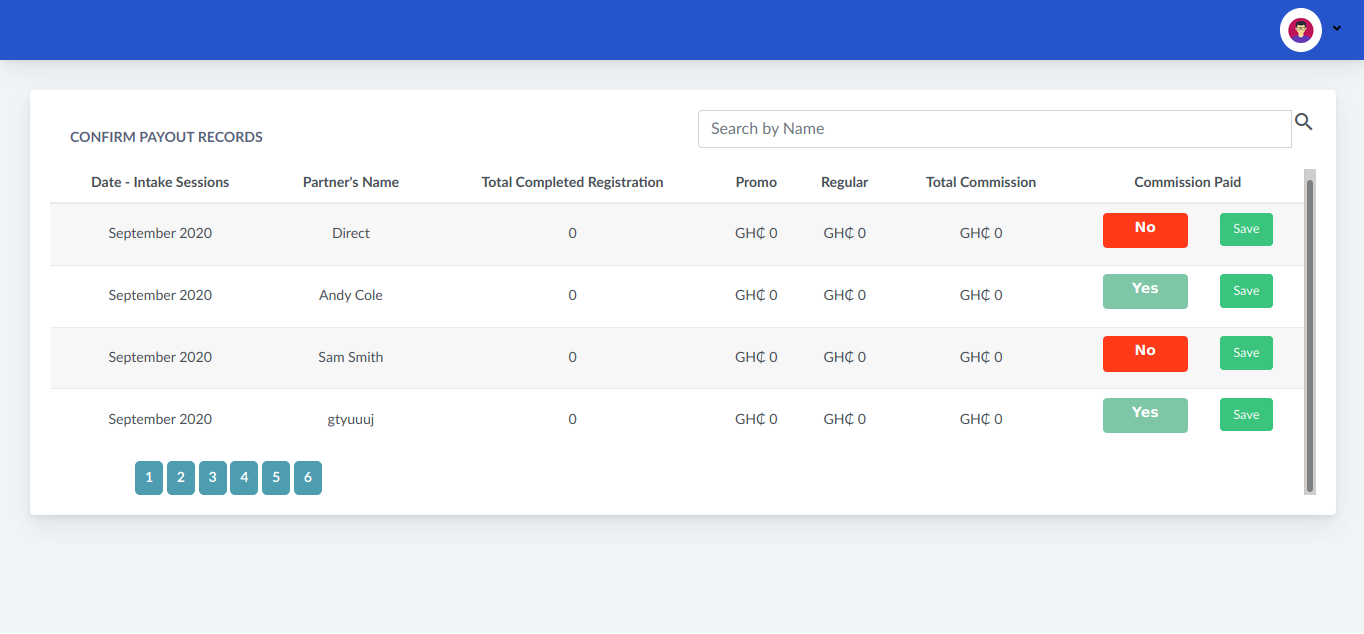 Search by Name
CONFIRM PAYOUT RECORDS
Date - Intake Sessions Partner's Name Total Completed Registration Promo Regular Total Commission Commission Paid
September 2020 Direct 0 GH₵ 0 GH₵ 0 GH₵ 0 No Save
September 2020 Andy Cole 0 GH₵ 0 GH₵ 0 GH₵ 0 Yes Save
September 2020 Sam Smith 0 GH₵ 0 GH₵ 0 GH₵ 0 No Save
September 2020 gtyuuuj 0 GH₵ 0 GH₵ 0 GH₵ 0 Yes Save
1 2 3 4 5 6